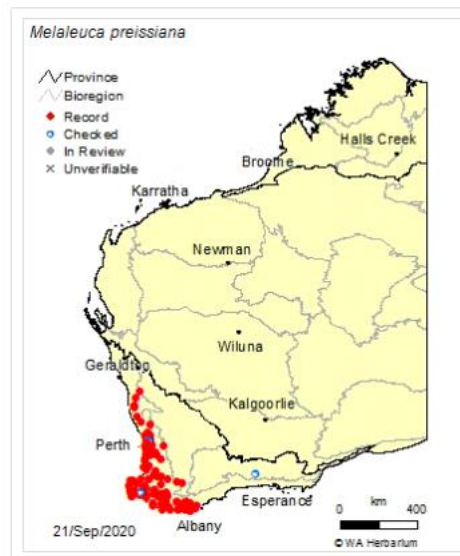 Melaleuca preissiana
Province
Bioregion
Record
Checked
In Review
Unverifiable
Halls Creek
Broome
Karratha
Newman
Wiluna
Geraldton
Kalgoorlie
Perth
Esperance
Albany
21/Sep/2020
km
0 400
© WA Herbarium